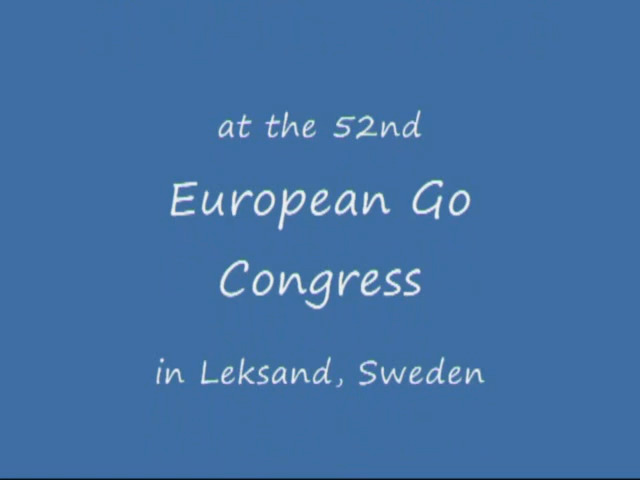 at the 52nd
European Go
Congress
in Leksand, Sweden